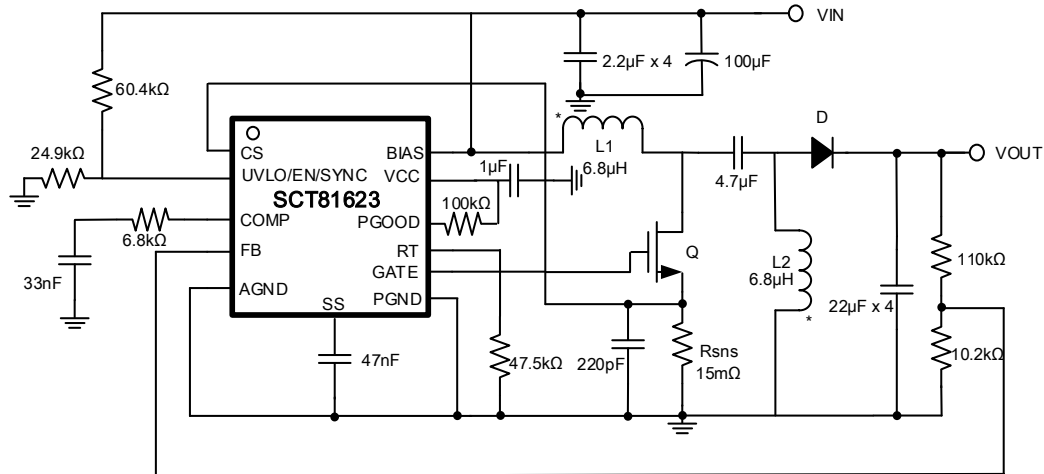 VIN
2.2µF x 4
100µF
60.4kΩ
*
L1
6.8µH
D
24.9kΩ
CS
BIAS
VOUT
UVLO/EN/SYNC
VCC
1µF
4.7µF
SCT81623
100kΩ
COMP
PGOOD
6.8kΩ
FB
RT
Q
L2
6.8µH
110kΩ
33nF
GATE
AGND
PGND
22µF x 4
*
SS
47nF
47.5kΩ
220pF
Rsns
15mΩ
10.2kΩ